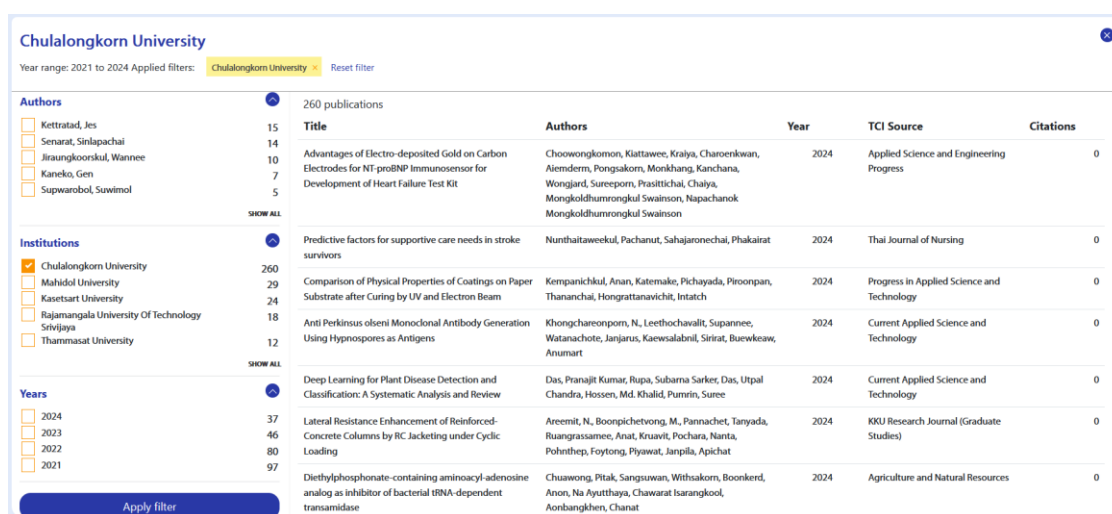 Chulalongkorn University
Year range: 2021 to 2024 Applied filters: Chulalongkorn University × Reset filter
Authors
Kettratad, Jes 15
Senarat, Sinlapachai 14
Jiraungkoorskul, Wannee 10
Kaneko, Gen 7
Supwarobol, Suwimol 5
SHOW ALL
Institutions
Chulalongkorn University 260
Mahidol University 29
Kasetsart University 24
Rajamangala University Of Technology
Srivijaya 18
Thammasat University 12
SHOW ALL
Years
2024 37
2023 46
2022 80
2021 97
Apply filter
260 publications
Title Authors Year TCI Source Citations
Advantages of Electro-deposited Gold on Carbon Choowongkomon, Kiattawee, Kraiya, Charoenkwan, 2024 Applied Science and Engineering 0
Electrodes for NT-proBNP Immunosensor for Aiemderm, Pongsakorn, Monkhang, Kanchana, Progress
Development of Heart Failure Test Kit Wongjard, Sureeporn, Prasittichai, Chaiya,
Mongkoldhumrongkul Swainson, Napachanok
Mongkoldhumrongkul Swainson
Predictive factors for supportive care needs in stroke Nunthaitaweekul, Pachanut, Sahajaronechai, Phakairat 2024 Thai Journal of Nursing 0
survivors
Comparison of Physical Properties of Coatings on Paper Kempanichkul, Anan, Katemake, Pichayada, Piroonpan, 2024 Progress in Applied Science and 0
Substrate after Curing by UV and Electron Beam Thananchai, Hongrattanavichit, Intatch Technology
Anti Perkinsus olseni Monoclonal Antibody Generation Khongchareonporn, N., Leethochavalit, Supannee, 2024 Current Applied Science and 0
Using Hypnospores as Antigens Watanachote, Janjarus, Kaewsalabnil, Sirirat, Buewkeaw, Technology
Anumart
Deep Learning for Plant Disease Detection and Das, Pranajit Kumar, Rupa, Subarna Sarker, Das, Utpal 2024 Current Applied Science and 0
Classification: A Systematic Analysis and Review Chandra, Hossen, Md. Khalid, Pumrin, Suree Technology
Lateral Resistance Enhancement of Reinforced- Areemit, N., Boonpichetvong, M., Pannachet, Tanyada, 2024 KKU Research Journal (Graduate 0
Concrete Columns by RC Jacketing under Cyclic Ruangrassamee, Anat, Kruavit, Pochara, Nanta, Studies)
Loading Pohnthep, Foytong, Piyawat, Janpila, Apichat
Diethylphosphonate-containing aminoacyl-adenosine Chuawong, Pitak, Sangsuwan, Withsakorn, Boonkerd, 2024 Agriculture and Natural Resources 0
analog as inhibitor of bacterial tRNA-dependent Anon, Na Ayutthaya, Chawarat Isarangkool,
transamidase Aonbangkhen, Chanat